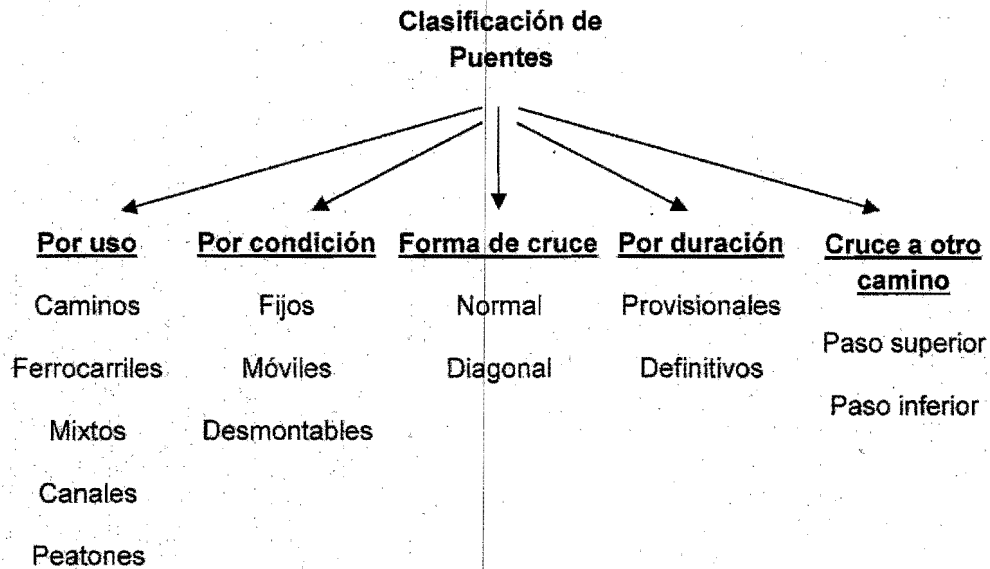 Clasificación de
Puentes
Por uso
Caminos
Ferrocarriles
Mixtos
Canales
Peatones
Por condición
Fijos
Móviles
Desmontables
Forma de cruce
Normal
Diagonal
Por duración
Provisionales
Definitivos
Cruce a otro
camino
Paso superior
Paso inferior